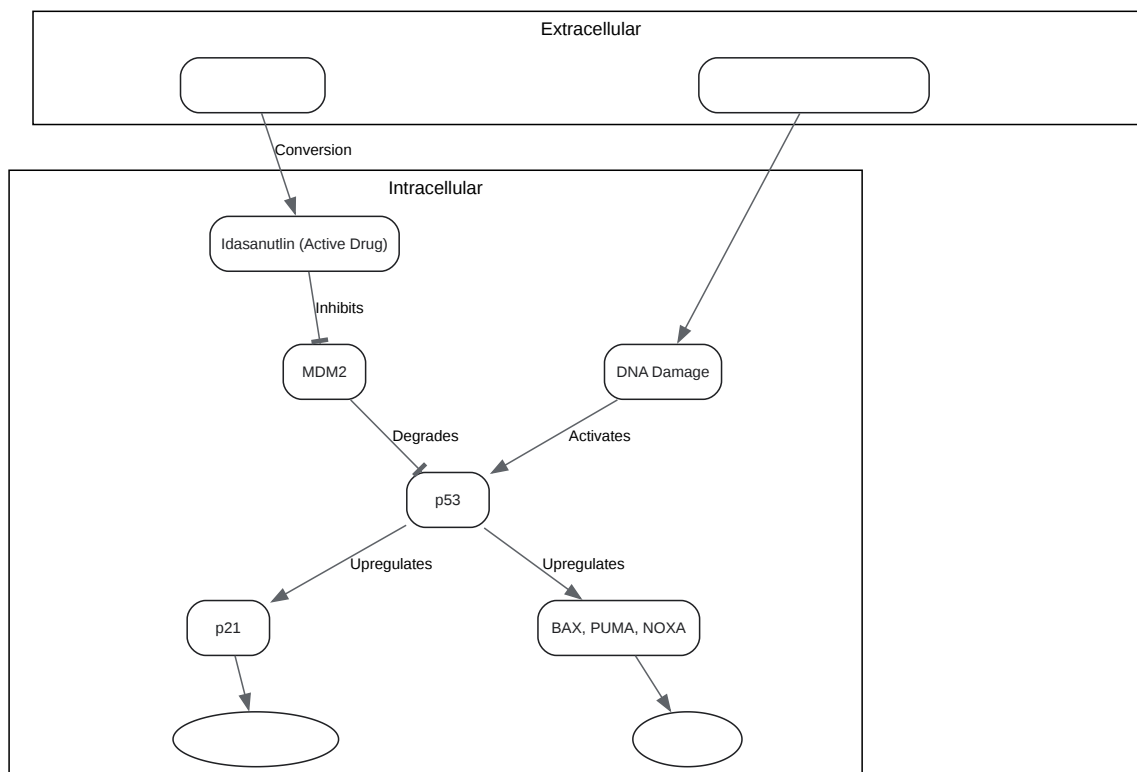 Extracellular
Conversion
Intracellular
Idasanutlin (Active Drug)
Inhibits
MDM2
DNA Damage
Degrades
Activates
p53
Upregulates
Upregulates
p21
BAX, PUMA, NOXA